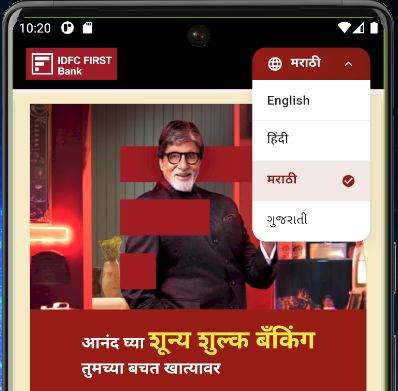 10:20
IDFC FIRST
Bank
मराठी
English
हिंदी
मराठी
ગુજરાતી
आनंद घ्या शून्य शुल्क बँकिंग
तुमच्या बचत खात्यावर